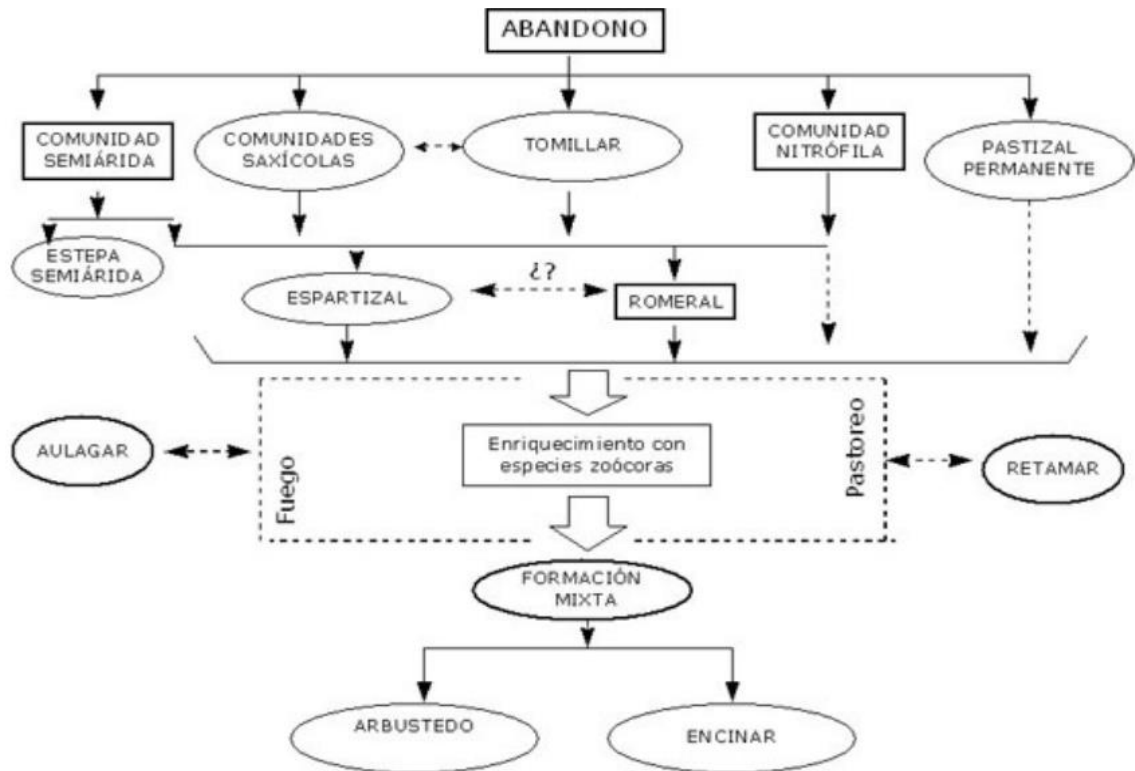 ABANDONO
COMUNIDAD
SEMIÁRIDA
COMUNIDADES
SAXÍCOLAS
TOMILLAR
COMUNIDAD
NITRÓFILA
PASTIZAL
PERMANENTE
ESTEPA
SEMIÁRIDA
ESPARTIZAL
¿?
ROMERAL
AULAGAR
Fuego
Enriquecimiento con
especies zoócoras
Pastoreo
RETAMAR
FORMACIÓN
MIXTA
ARBUSTEDO
ENCINAR